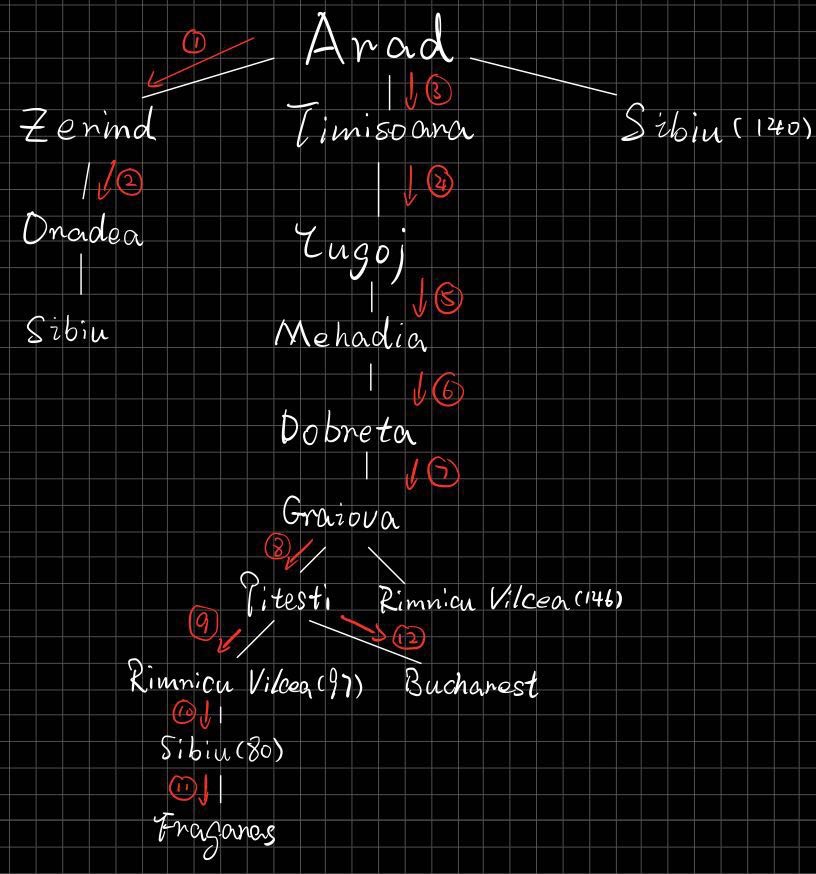 ① Arad
③
Zerind Timisoara Sibiu (140)
② ④
Oradea Lugoj
⑤
Sibiu Mehadia
⑥
Dobreta
⑦
Graiova
⑧
Pitesti Rimnicu Vilcea (146)
⑨ ⑫
Rimnicu Vilcea (97) Bucharest
⑩
Sibiu (80)
⑪
Fragaras